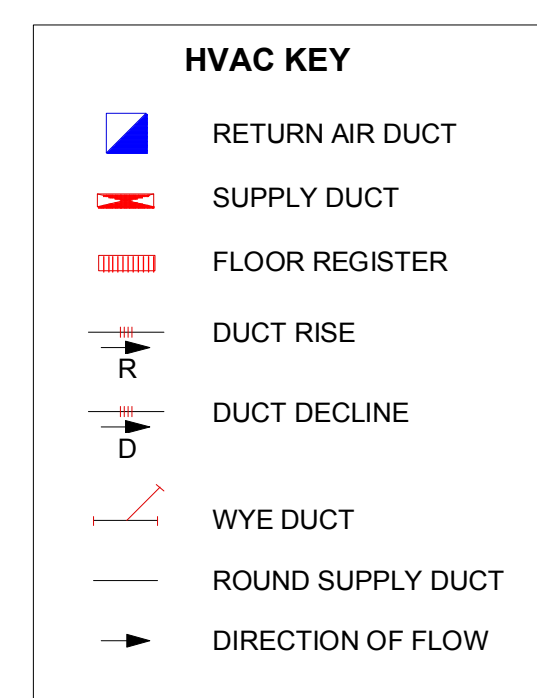 HVAC KEY
RETURN AIR DUCT
SUPPLY DUCT
FLOOR REGISTER
DUCT RISE
R
DUCT DECLINE
D
WYE DUCT
ROUND SUPPLY DUCT
DIRECTION OF FLOW